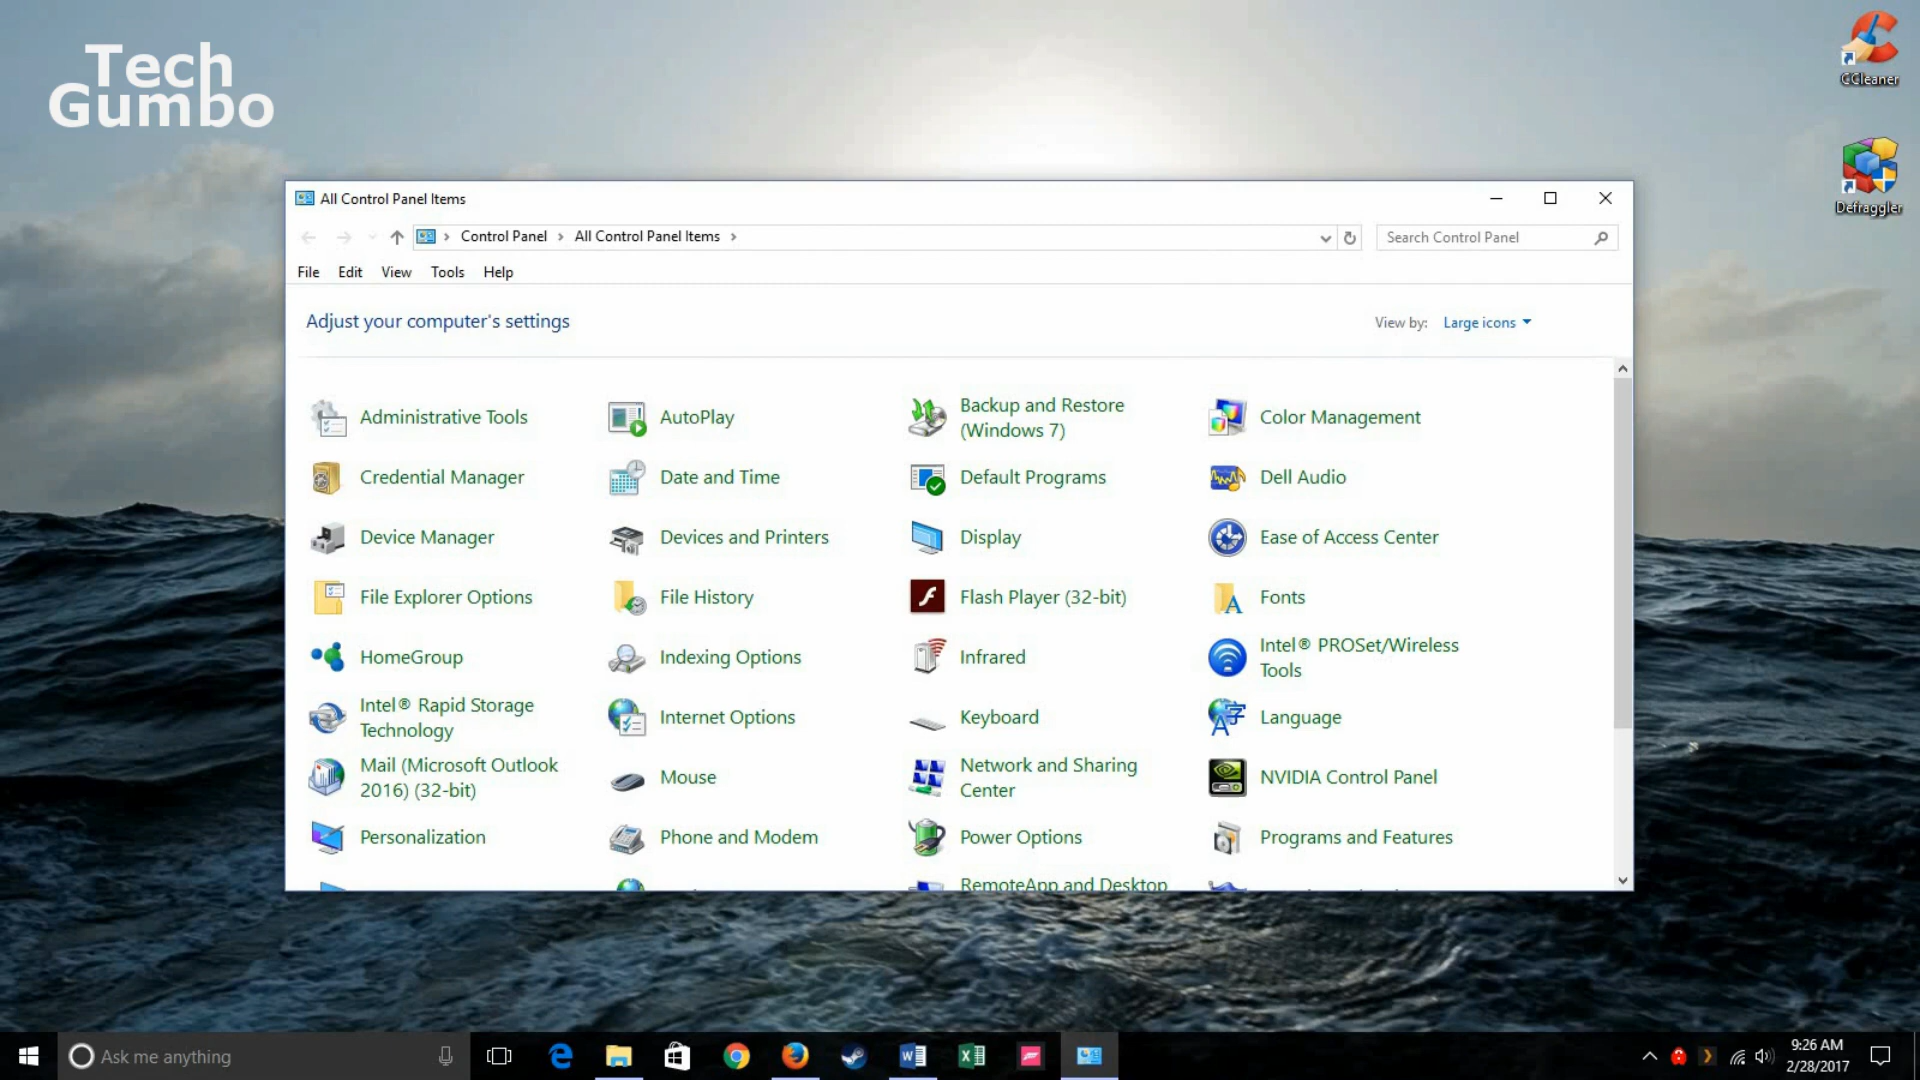 Tech
Gumbo
CCleaner
Defraggler
All Control Panel Items
Control Panel > All Control Panel Items >
Search Control Panel
File Edit View Tools Help
Adjust your computer's settings
View by: Large icons
Administrative Tools
AutoPlay
Backup and Restore
(Windows 7)
Color Management
Credential Manager
Date and Time
Default Programs
Dell Audio
Device Manager
Devices and Printers
Display
Ease of Access Center
File Explorer Options
File History
Flash Player (32-bit)
Fonts
HomeGroup
Indexing Options
Infrared
Intel® PROSet/Wireless
Tools
Intel® Rapid Storage
Technology
Internet Options
Keyboard
Language
Mail (Microsoft Outlook
2016) (32-bit)
Mouse
Network and Sharing
Center
NVIDIA Control Panel
Personalization
Phone and Modem
Power Options
Programs and Features
RemoteApp and Desktop
Ask me anything
9:26 AM
2/28/2017